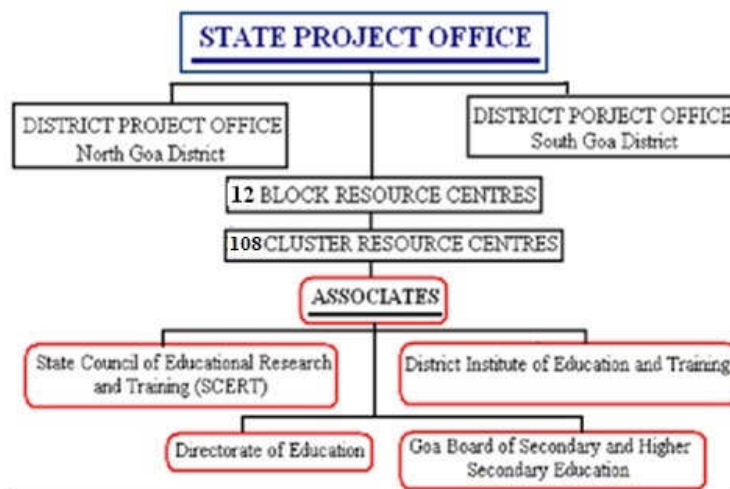 STATE PROJECT OFFICE
DISTRICT PROJECT OFFICE
North Goa District
DISTRICT PORJECT OFFICE
South Goa District
12 BLOCK RESOURCE CENTRES
108 CLUSTER RESOURCE CENTRES
ASSOCIATES
State Council of Educational Research
and Training (SCERT)
District Institute of Education and Training
Directorate of Education
Goa Board of Secondary and Higher
Secondary Education